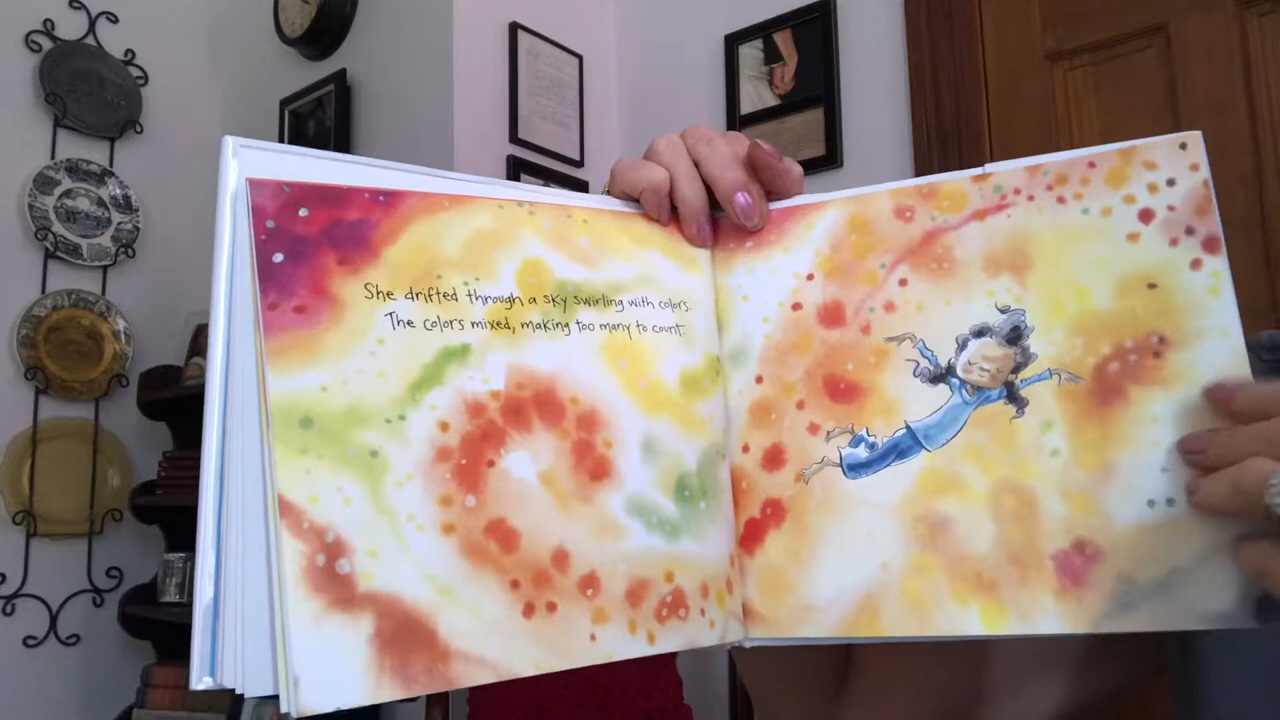 She drifted through a sky swirling with colors.
The colors mixed, making too many to count.